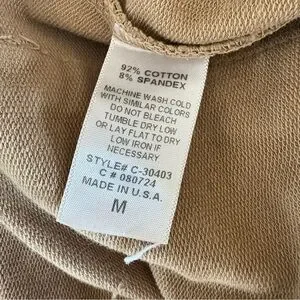 92% COTTON
8% SPANDEX
MACHINE WASH COLD
WITH SIMILAR COLORS
DO NOT BLEACH
TUMBLE DRY LOW
OR LAY FLAT TO DRY
LOW IRON IF
NECESSARY
STYLE# C-30403
C # 080724
MADE IN U.S.A.
M